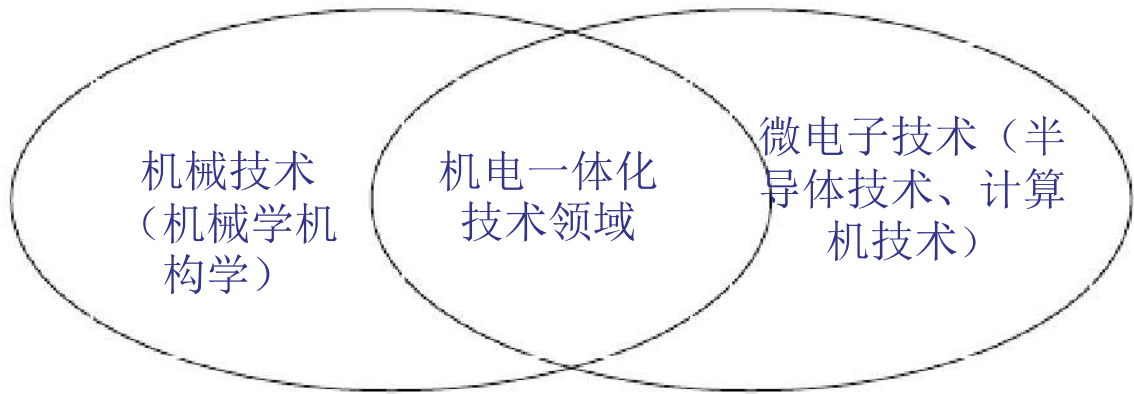 机械技术
（机械学机
构学）
机电一体化
技术领域
微电子技术（半
导体技术、计算
机技术）